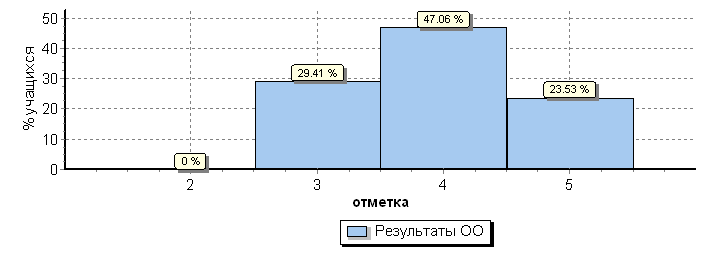 % учащихся
50
40
30
20
10
0
0 %
29.41 %
47.06 %
23.53 %
2 3 4 5
отметка
Результаты ОО